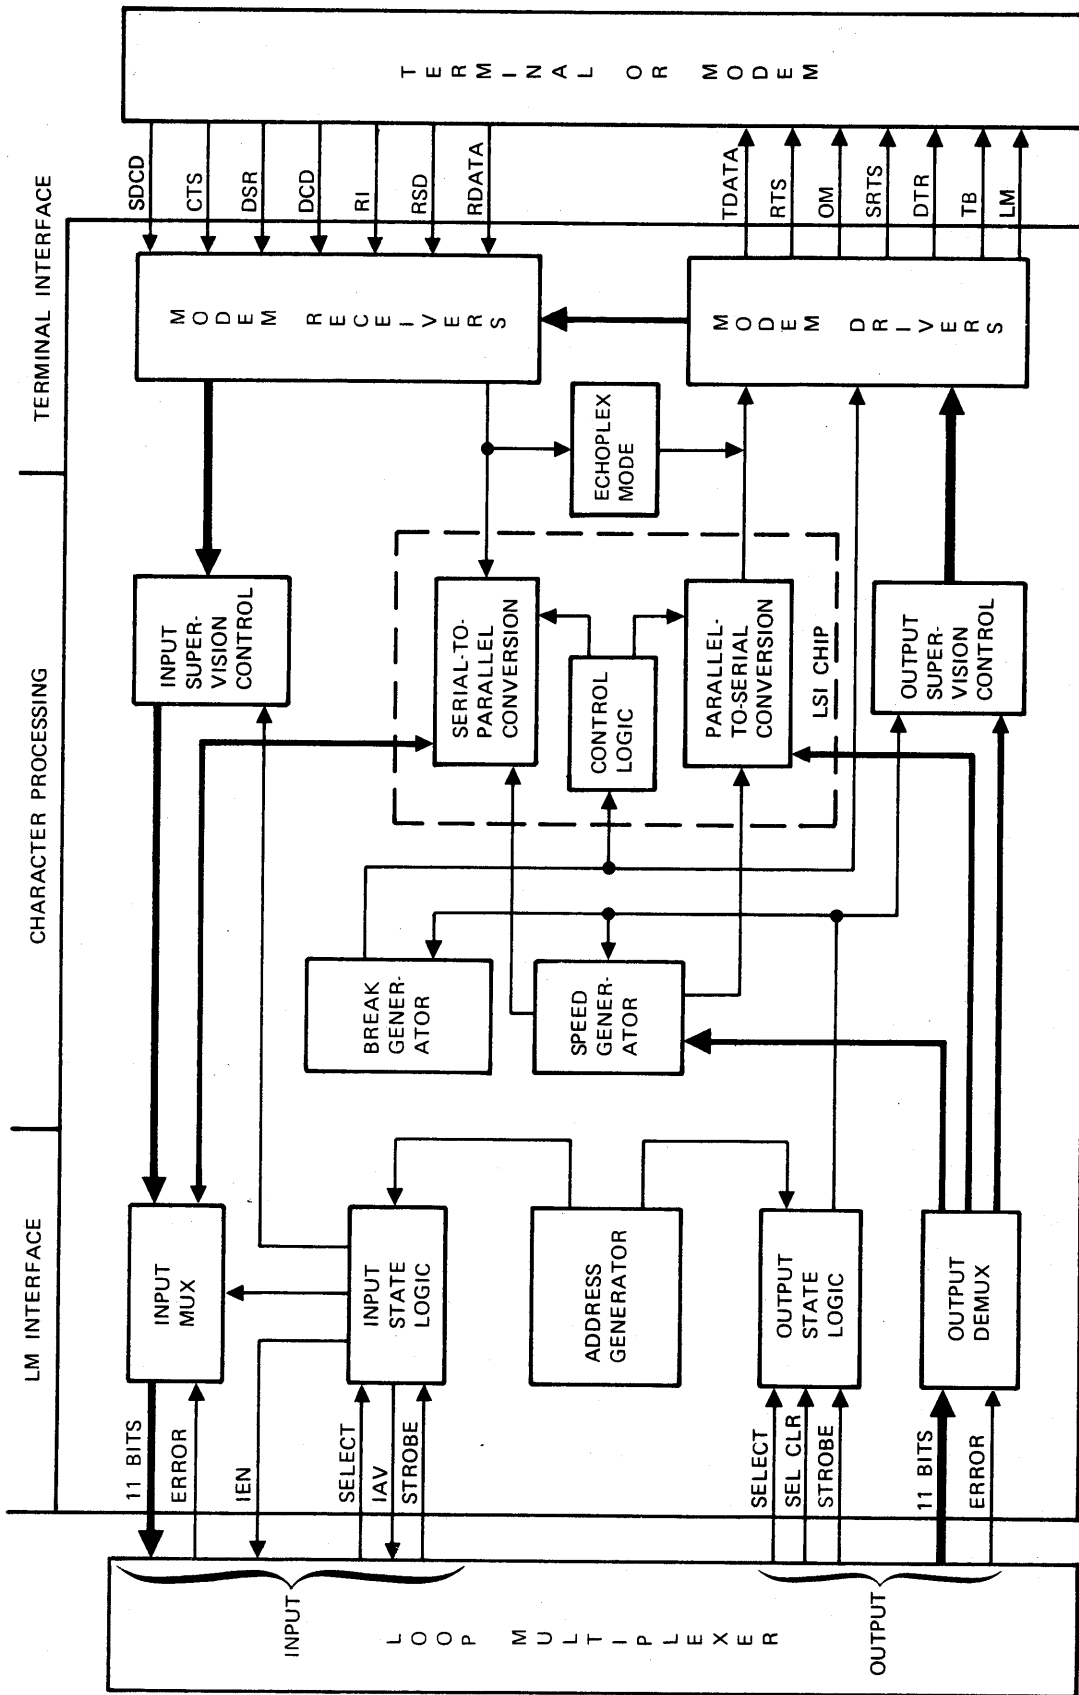 LM INTERFACE
CHARACTER PROCESSING
TERMINAL INTERFACE
INPUT
LOOP MULTIPLEXER
OUTPUT
11 BITS
ERROR
IEN
SELECT
IAV
STROBE
SELECT
SEL CLR
STROBE
11 BITS
ERROR
INPUT
MUX
INPUT
STATE
LOGIC
ADDRESS
GENERATOR
OUTPUT
STATE
LOGIC
OUTPUT
DEMUX
BREAK
GENER-
ATOR
SPEED
GENER-
ATOR
INPUT
SUPER-
VISION
CONTROL
SERIAL-TO-
PARALLEL
CONVERSION
CONTROL
LOGIC
PARALLEL-
TO-SERIAL
CONVERSION
LSI CHIP
OUTPUT
SUPER-
VISION
CONTROL
ECHOPLEX
MODE
MODEM RECEIVERS
MODEM DRIVERS
SDCD
CTS
DSR
DCD
RI
RSD
RDATA
TDATA
RTS
OM
SRTS
DTR
TB
LM
TERMINAL OR MODEM